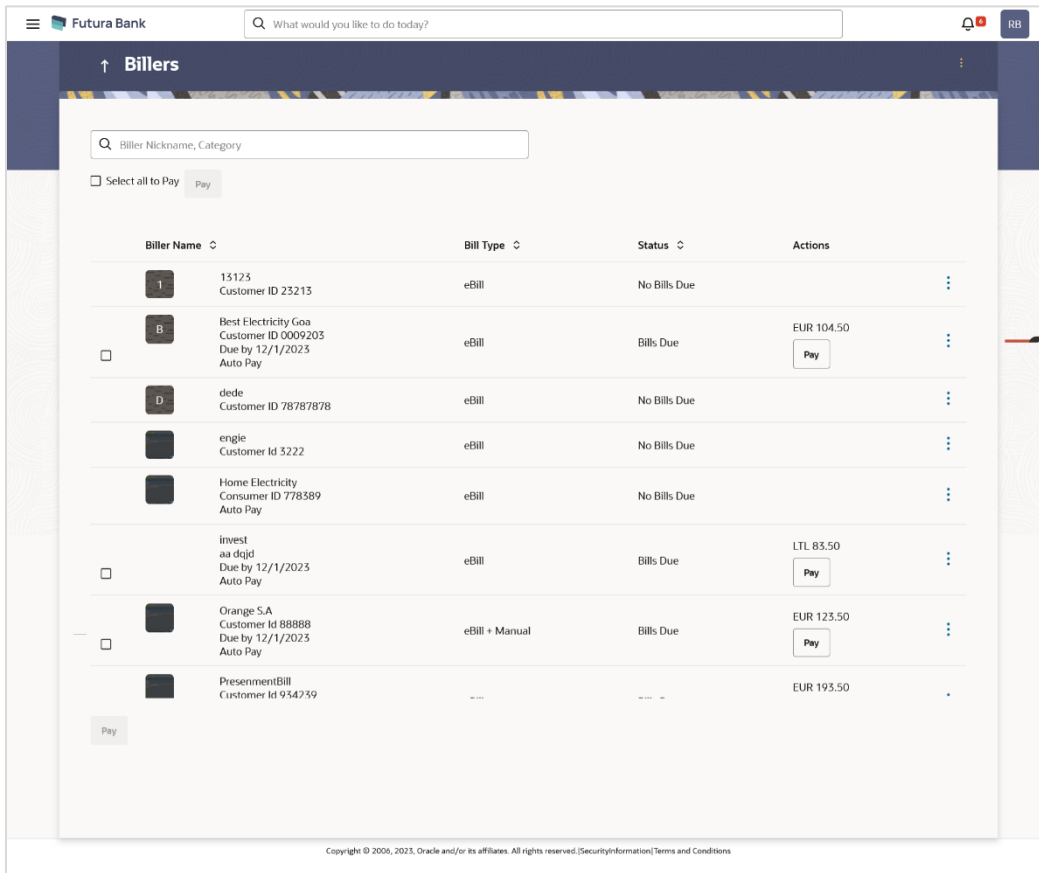 Futura Bank
What would you like to do today?
6
RB
Billers
Biller Nickname, Category
Select all to Pay
Pay
Biller Name
Bill Type
Status
Actions
1
13123
Customer ID 23213
eBill
No Bills Due
B
Best Electricity Goa
Customer ID 0009203
Due by 12/1/2023
Auto Pay
eBill
Bills Due
EUR 104.50
Pay
D
dede
Customer ID 78787878
eBill
No Bills Due
engie
Customer Id 3222
eBill
No Bills Due
Home Electricity
Consumer ID 778389
Auto Pay
eBill
No Bills Due
invest
aa dqjd
Due by 12/1/2023
Auto Pay
eBill
Bills Due
LTL 83.50
Pay
Orange S.A
Customer Id 88888
Due by 12/1/2023
Auto Pay
eBill + Manual
Bills Due
EUR 123.50
Pay
PresenmentBill
Customer Id 934239
EUR 193.50
Pay
Copyright © 2006, 2023, Oracle and/or its affiliates. All rights reserved.|SecurityInformation|Terms and Conditions